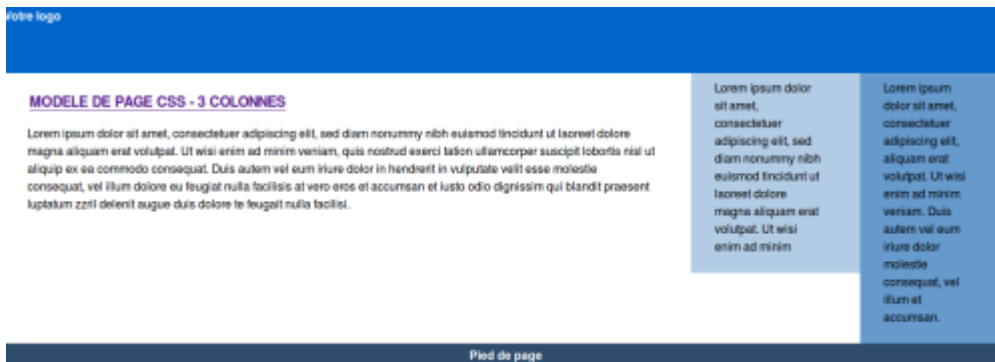 Votre logo
MODELE DE PAGE CSS - 3 COLONNES
Lorem ipsum dolor sit amet, consectetuer adipiscing elit, sed diam nonummy nibh euismod tincidunt ut laoreet dolore
magna aliquam erat volutpat. Ut wisi enim ad minim veniam, quis nostrud exerci tation ullamcorper suscipit lobortis nisl ut
aliquip ex ea commodo consequat. Duis autem vel eum iriure dolor in hendrerit in vulputate velit esse molestie
consequat, vel illum dolore eu feugiat nulla facilisis at vero eros et accumsan et iusto odio dignissim qui blandit praesent
luptatum zzril delenit augue duis dolore te feugait nulla facilisi.
Lorem ipsum dolor
sit amet,
consectetuer
adipiscing elit, sed
diam nonummy nibh
euismod tincidunt ut
laoreet dolore
magna aliquam erat
volutpat. Ut wisi
enim ad minim
Lorem ipsum
dolor sit amet,
consectetuer
adipiscing elit,
aliquam erat
volutpat. Ut wisi
enim ad minim
veniam. Duis
autem vel eum
iriure dolor
molestie
consequat, vel
illum et
accumsan.
Pied de page